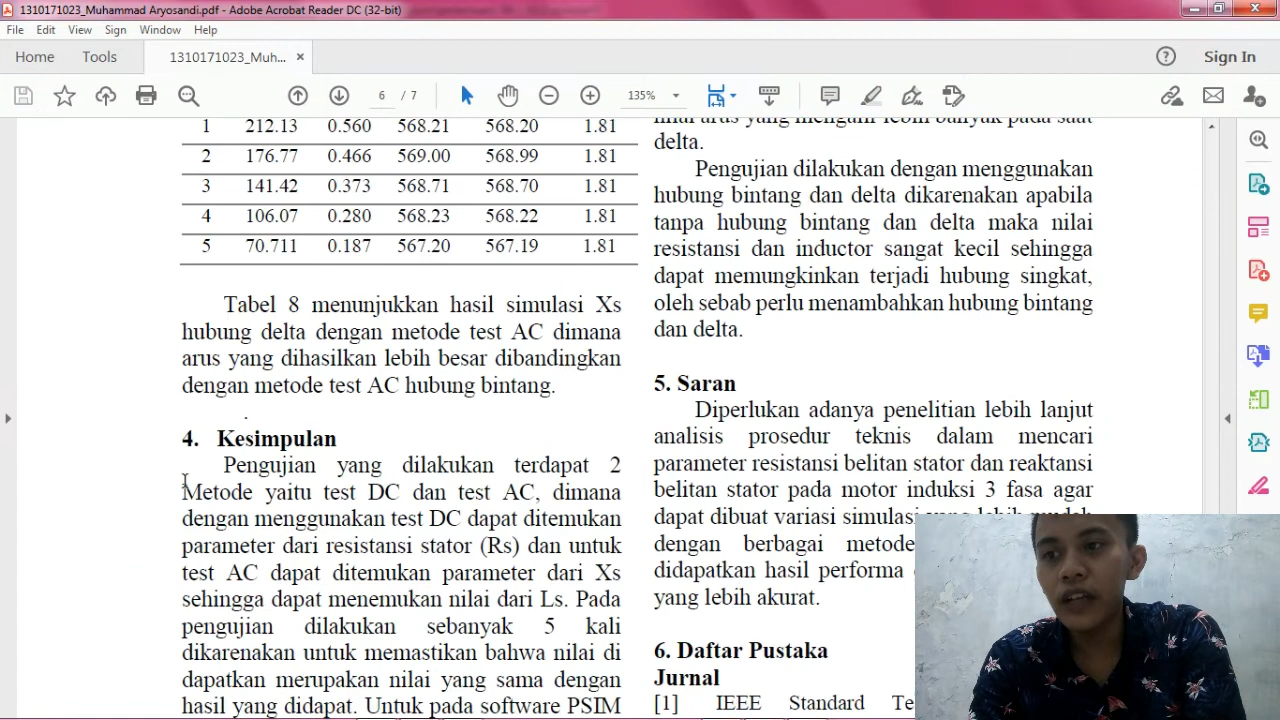 1310171023_Muhammad Aryosandi.pdf - Adobe Acrobat Reader DC (32-bit)
File Edit View Sign Window Help
Home Tools 1310171023_Muh... × Sign In
6 / 7 135%
1 212.13 0.560 568.21 568.20 1.81
2 176.77 0.466 569.00 568.99 1.81
3 141.42 0.373 568.71 568.70 1.81
4 106.07 0.280 568.23 568.22 1.81
5 70.711 0.187 567.20 567.19 1.81
Tabel 8 menunjukkan hasil simulasi Xs
hubung delta dengan metode test AC dimana
arus yang dihasilkan lebih besar dibandingkan
dengan metode test AC hubung bintang.
.
4. Kesimpulan
Pengujian yang dilakukan terdapat 2
Metode yaitu test DC dan test AC, dimana
dengan menggunakan test DC dapat ditemukan
parameter dari resistansi stator (Rs) dan untuk
test AC dapat ditemukan parameter dari Xs
sehingga dapat menemukan nilai dari Ls. Pada
pengujian dilakukan sebanyak 5 kali
dikarenakan untuk memastikan bahwa nilai di
dapatkan merupakan nilai yang sama dengan
hasil yang didapat. Untuk pada software PSIM
nilai arus yang mengalir lebih banyak pada saat
delta.
Pengujian dilakukan dengan menggunakan
hubung bintang dan delta dikarenakan apabila
tanpa hubung bintang dan delta maka nilai
resistansi dan inductor sangat kecil sehingga
dapat memungkinkan terjadi hubung singkat,
oleh sebab perlu menambahkan hubung bintang
dan delta.
5. Saran
Diperlukan adanya penelitian lebih lanjut
analisis prosedur teknis dalam mencari
parameter resistansi belitan stator dan reaktansi
belitan stator pada motor induksi 3 fasa agar
dapat dibuat variasi simulasi yang lebih mudah
dengan berbagai metode
didapatkan hasil performa
yang lebih akurat.
6. Daftar Pustaka
Jurnal
[1] IEEE Standard Te